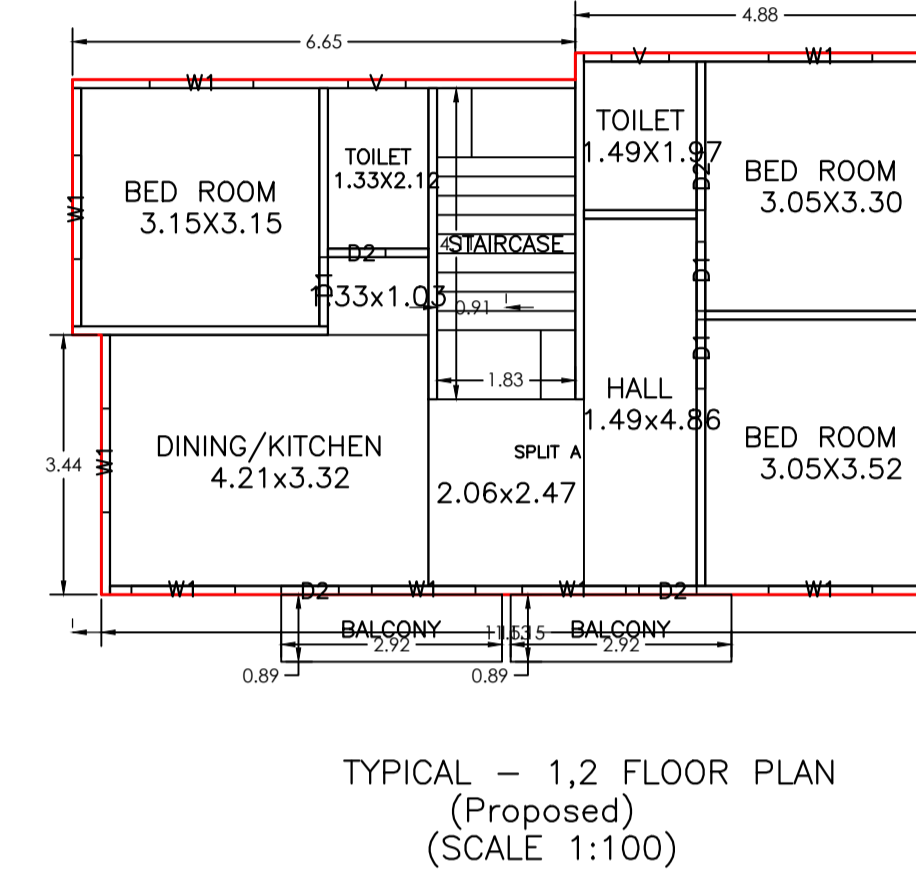 4.88
6.65
W1
V
V
W1
TOILET
1.49X1.97
D2
TOILET
1.33X2.12
BED ROOM
3.15X3.15
W1
BED ROOM
3.05X3.30
STAIRCASE
D2
D1
D1
1.33x1.03
0.91
D1
1.83
HALL
1.49x4.86
DINING/KITCHEN
4.21x3.32
3.44
W1
SPLIT A
2.06x2.47
BED ROOM
3.05X3.52
W1
D2
W1
W1
D2
W1
BALCONY
2.92
BALCONY
2.92
0.89
0.89
TYPICAL – 1,2 FLOOR PLAN
(Proposed)
(SCALE 1:100)